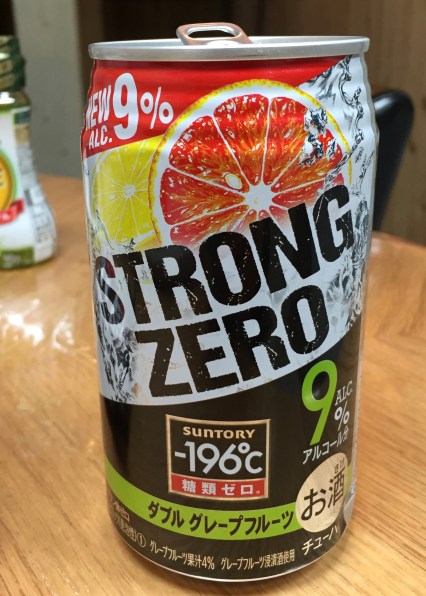 NEW 9%
ALC.
STRONG
ZERO
9 ALC.
%
アルコール分
SUNTORY
-196℃
糖類ゼロ。
お酒
ダブル グレープフルーツ
チューハ
グレープフルーツ果汁4% グレープフルーツ浸漬酒使用